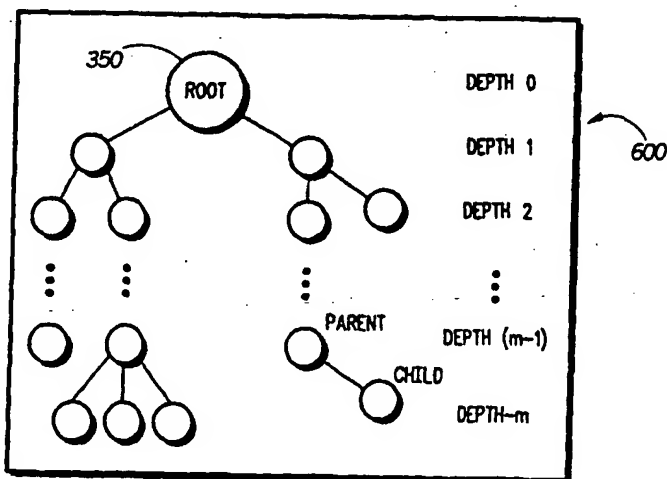 350
ROOT
DEPTH 0
600
DEPTH 1
DEPTH 2
PARENT
DEPTH (m-1)
CHILD
DEPTH-m